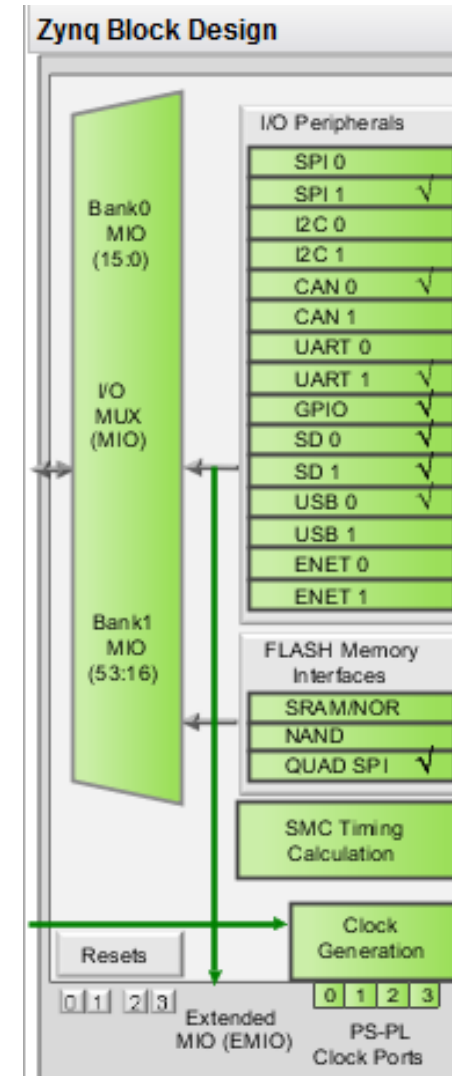 Zynq Block Design
I/O Peripherals
SPI 0
SPI 1 √
I2C 0
I2C 1
CAN 0 √
CAN 1
UART 0
UART 1 √
GPIO √
SD 0 √
SD 1 √
USB 0 √
USB 1
ENET 0
ENET 1
Bank0
MIO
(15:0)
I/O
MUX
(MIO)
Bank1
MIO
(53:16)
FLASH Memory
Interfaces
SRAM/NOR
NAND
QUAD SPI √
SMC Timing
Calculation
Clock
Generation
Resets
0 1 2 3
Extended
MIO (EMIO)
0 1 2 3
PS-PL
Clock Ports